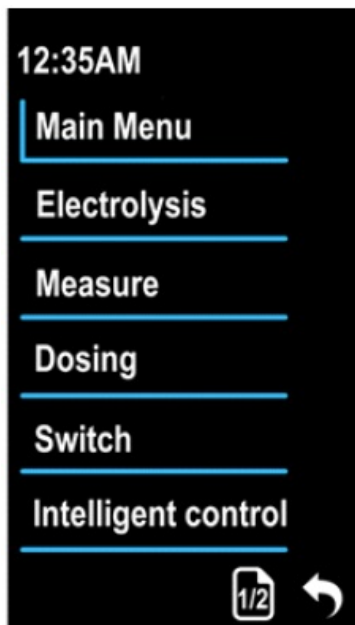 12:35AM
Main Menu
Electrolysis
Measure
Dosing
Switch
Intelligent control
1/2